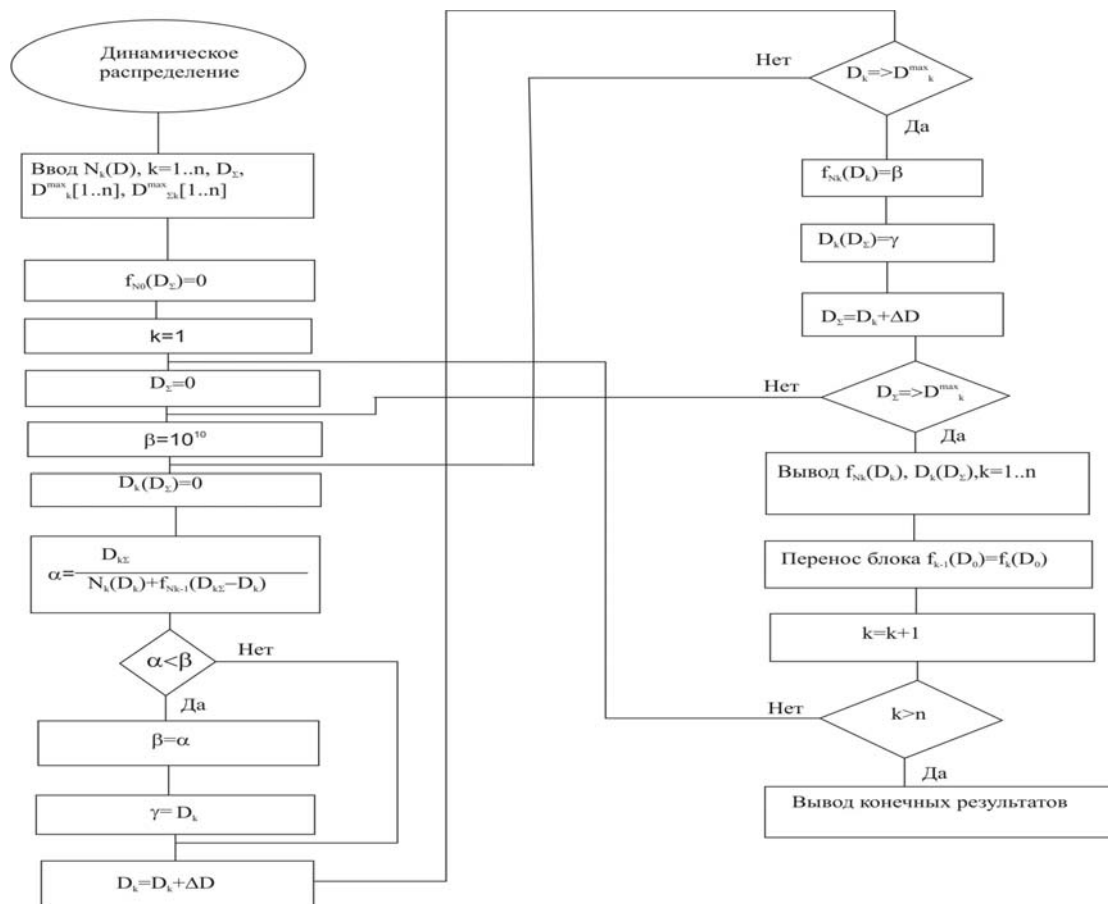 Динамическое
распределение
Ввод N_k(D), k=1..n, D_Σ,
D^max_k[1..n], D^max_Σk[1..n]
f_N0(D_Σ)=0
k=1
D_Σ=0
β=10^10
D_k(D_Σ)=0
D_kΣ
α=
N_k(D_k)+f_Nk-1(D_kΣ−D_k)
α<β
Нет
Да
β=α
γ=D_k
D_k=D_k+ΔD
Нет
D_k=>D^max_k
Да
f_Nk(D_k)=β
D_k(D_Σ)=γ
D_Σ=D_k+ΔD
Нет
D_Σ=>D^max_k
Да
Вывод f_Nk(D_k), D_k(D_Σ),k=1..n
Перенос блока f_k-1(D_0)=f_k(D_0)
k=k+1
Нет
k>n
Да
Вывод конечных результатов